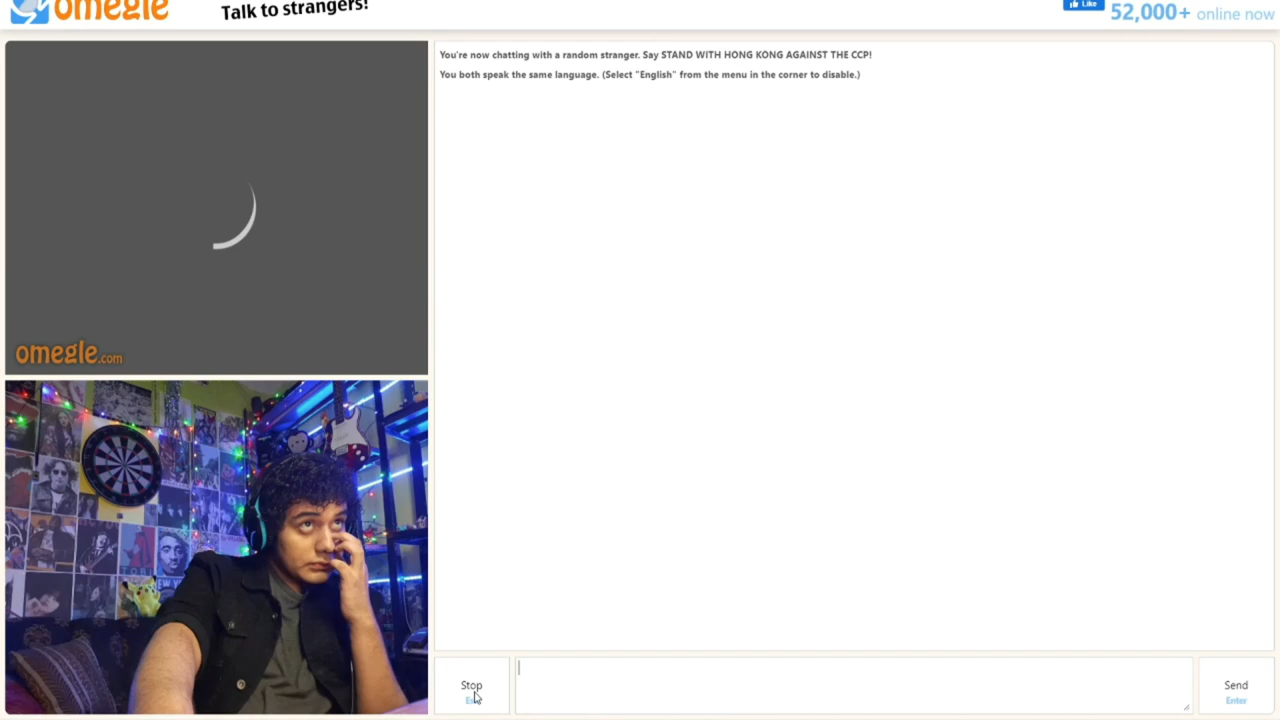 omegle
Talk to strangers!
Like
52,000+ online now
You're now chatting with a random stranger. Say STAND WITH HONG KONG AGAINST THE CCP!
You both speak the same language. (Select "English" from the menu in the corner to disable.)
omegle.com
Stop
Send
Enter